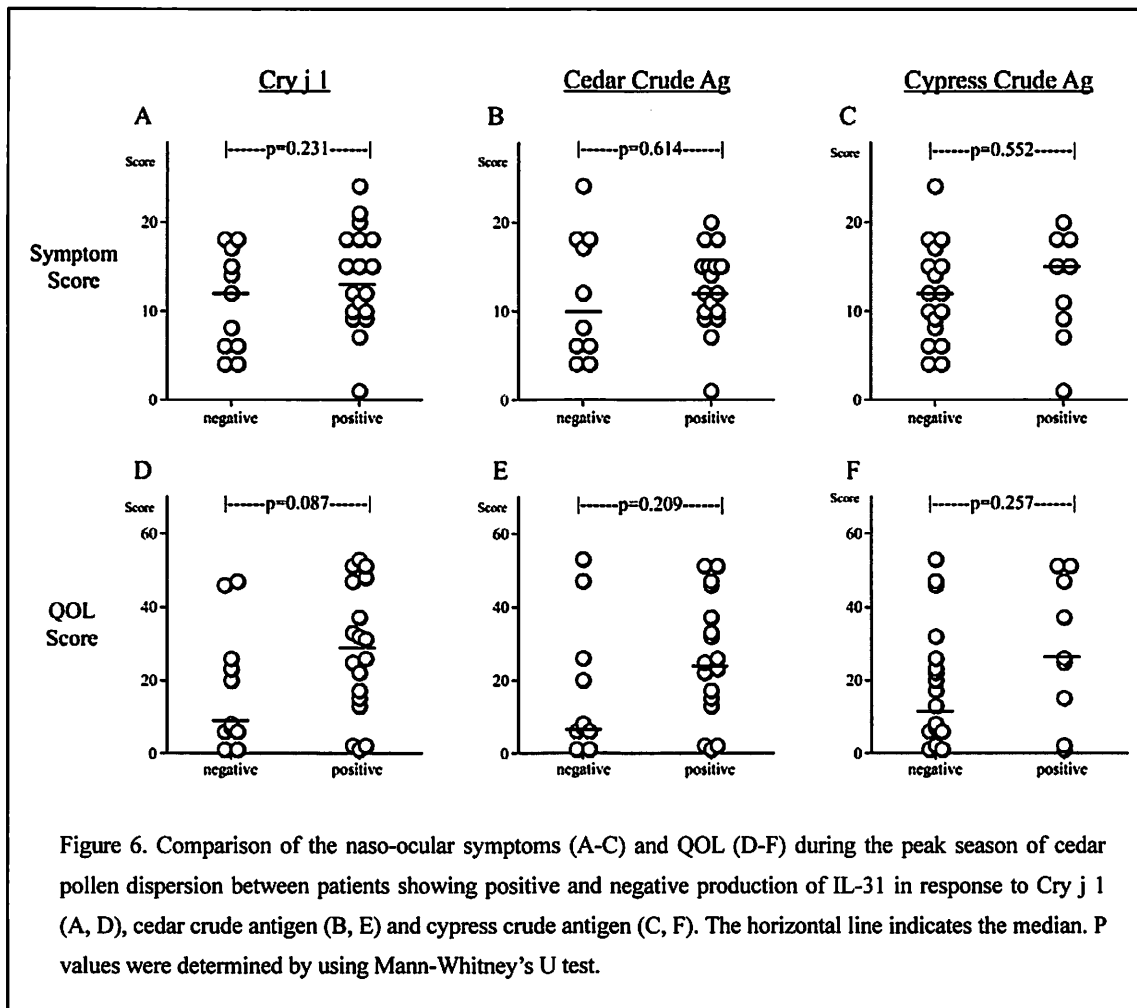 Cry j 1
Cedar Crude Ag
Cypress Crude Ag
A
B
C
Score
|------p=0.231------|
Score
|------p=0.614------|
Score
|------p=0.552------|
20
10
0
20
10
0
20
10
0
Symptom
Score
negative
positive
negative
positive
negative
positive
D
E
F
Score
|------p=0.087------|
Score
|------p=0.209------|
Score
|------p=0.257------|
60
40
20
0
60
40
20
0
60
40
20
0
QOL
Score
negative
positive
negative
positive
negative
positive
Figure 6. Comparison of the naso-ocular symptoms (A-C) and QOL (D-F) during the peak season of cedar
pollen dispersion between patients showing positive and negative production of IL-31 in response to Cry j 1
(A, D), cedar crude antigen (B, E) and cypress crude antigen (C, F). The horizontal line indicates the median. P
values were determined by using Mann-Whitney's U test.